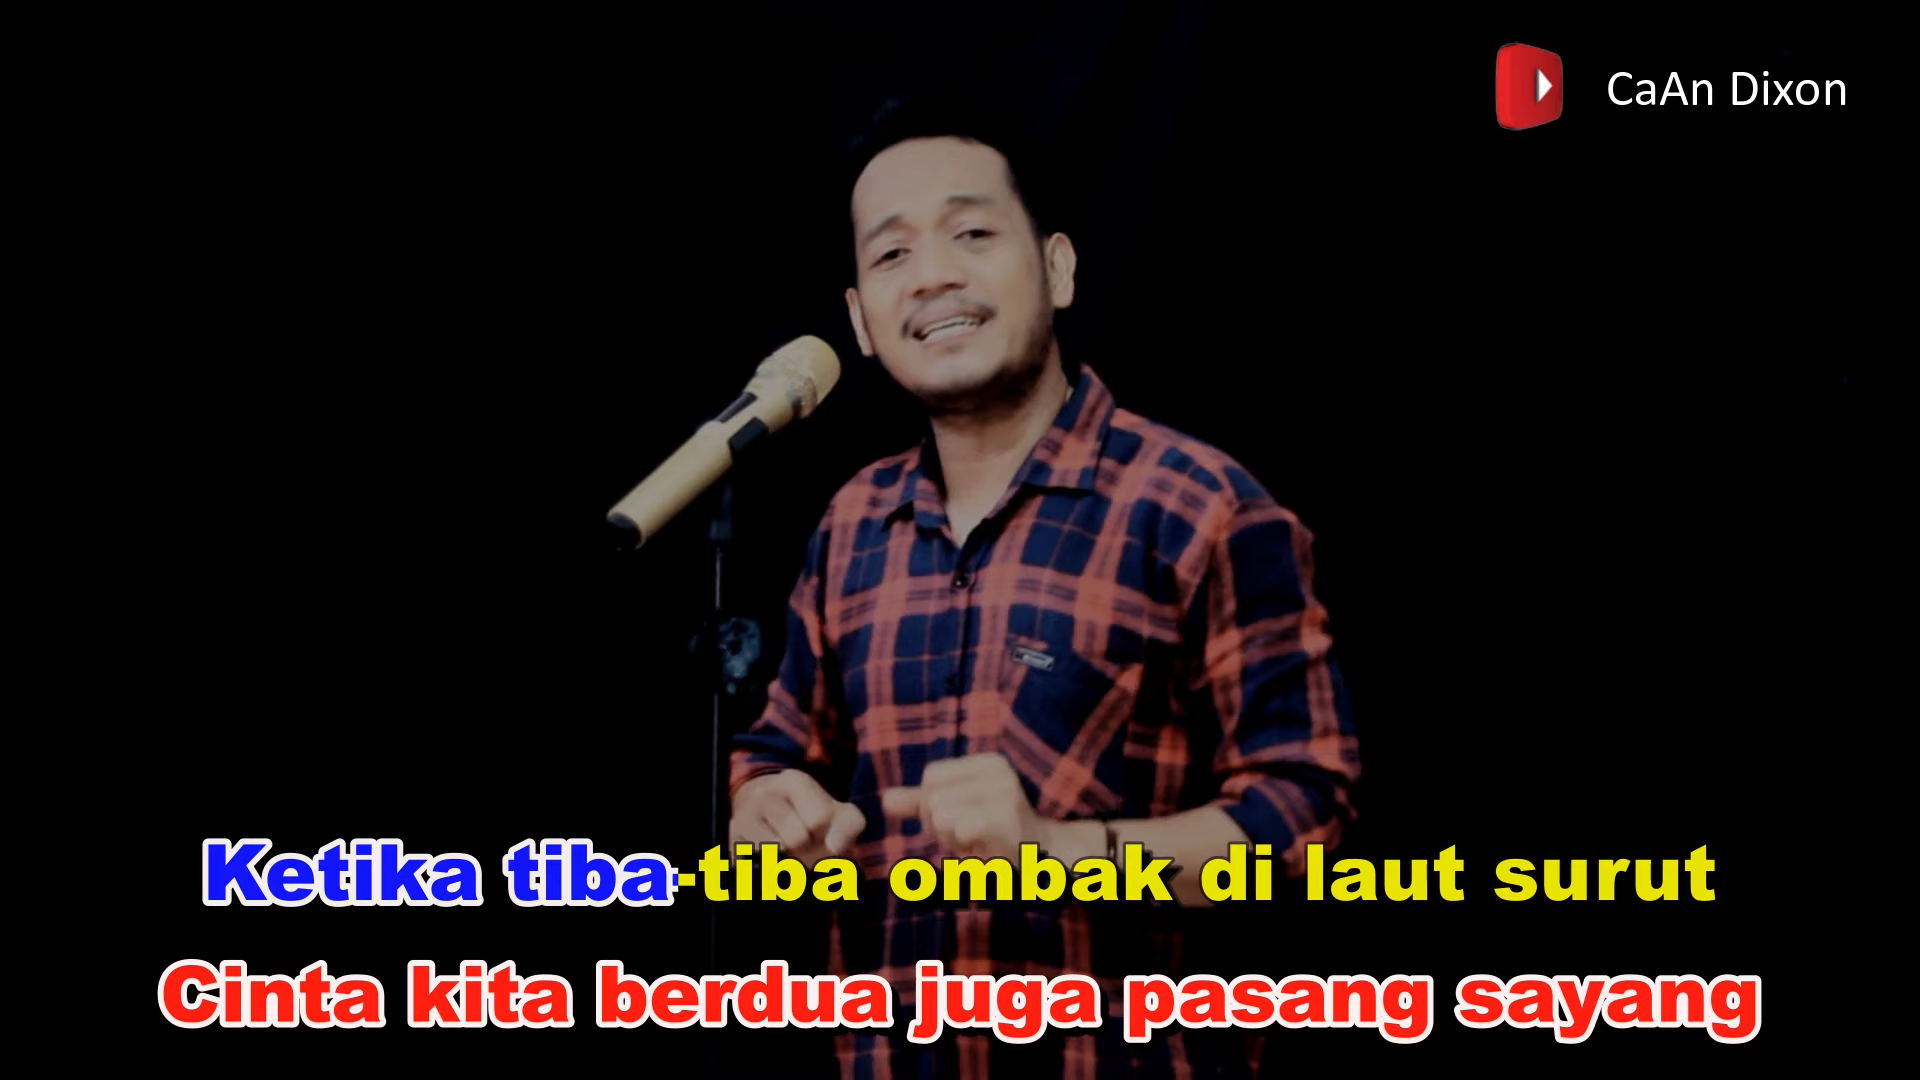 CaAn Dixon
Ketika tiba-tiba ombak di laut surut
Cinta kita berdua juga pasang sayang